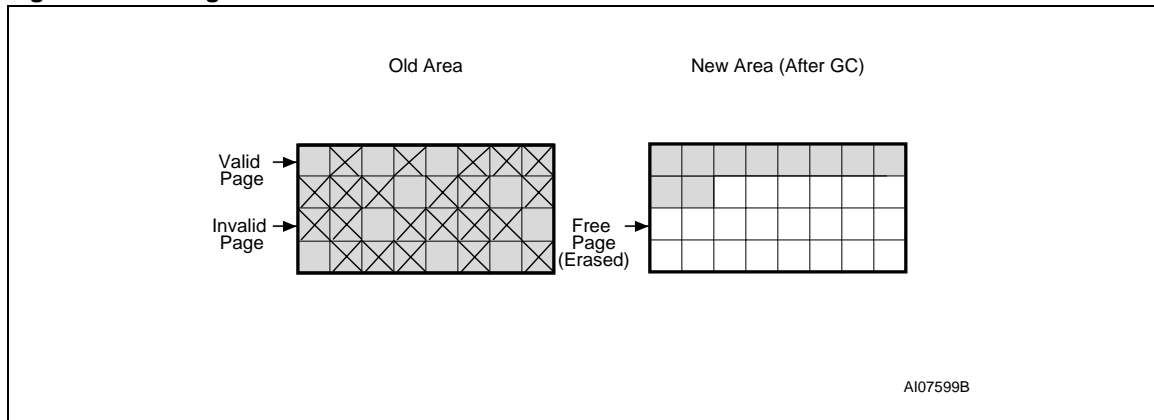 Old Area
New Area (After GC)
Valid
Page
Invalid
Page
Free
Page
(Erased)
AI07599B